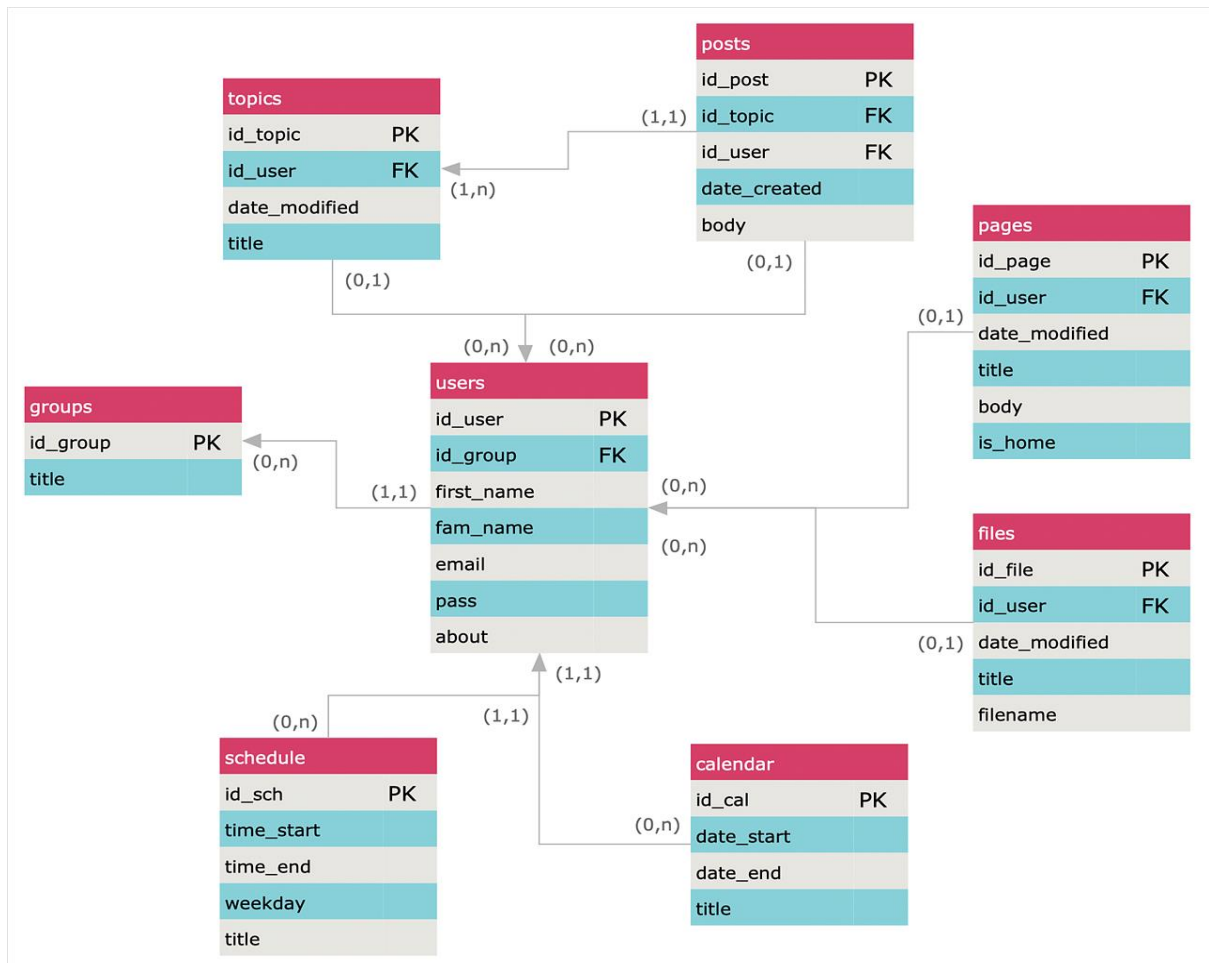 posts
id_post PK
id_topic FK
id_user FK
date_created
body
topics
id_topic PK
id_user FK
date_modified
title
(1,1)
(1,n)
(0,1)
(0,1)
(0,n) (0,n)
pages
id_page PK
id_user FK
date_modified
title
body
is_home
(0,1)
users
id_user PK
id_group FK
first_name
fam_name
email
pass
about
groups
id_group PK
title
(0,n)
(1,1)
(0,n)
(0,n)
files
id_file PK
id_user FK
date_modified
title
filename
(0,1)
(1,1)
(0,n)
(1,1)
schedule
id_sch PK
time_start
time_end
weekday
title
calendar
id_cal PK
date_start
date_end
title
(0,n)